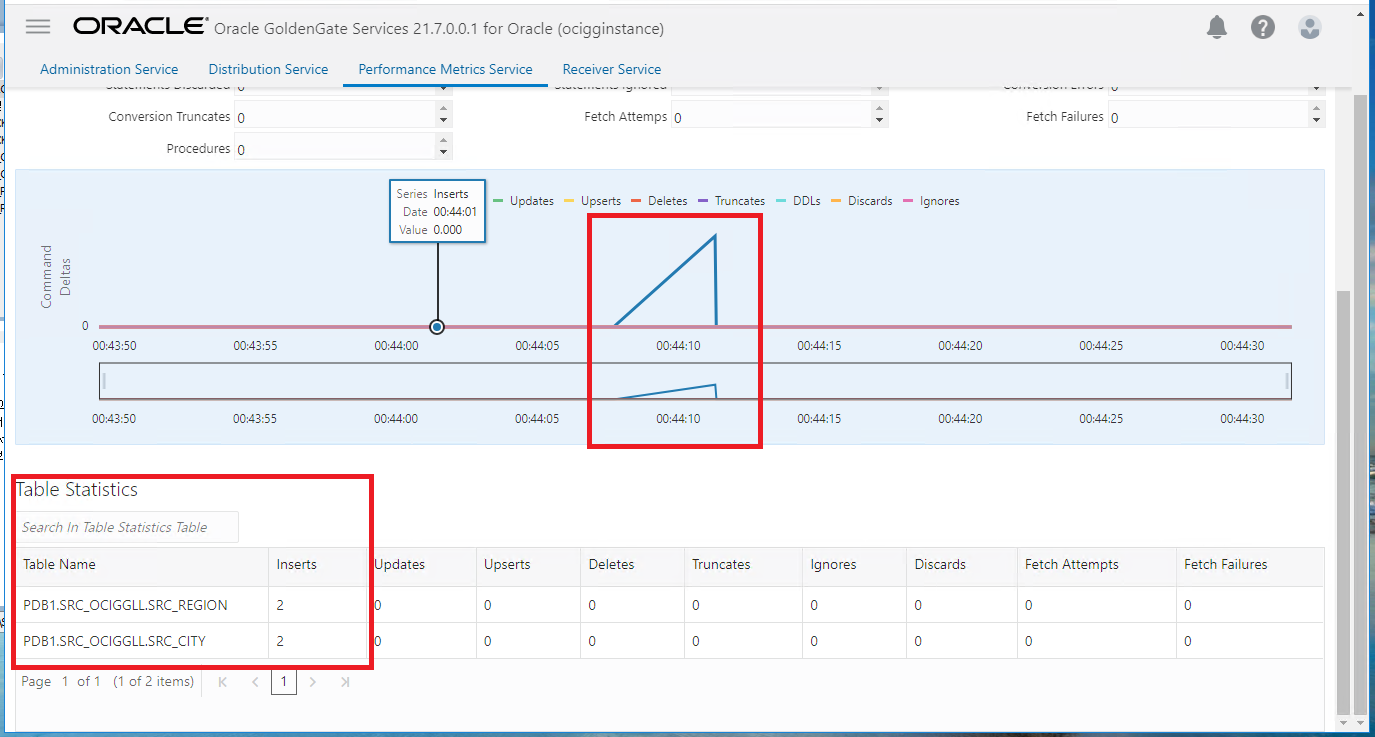 ORACLE® Oracle GoldenGate Services 21.7.0.0.1 for Oracle (ocigginstance)
Administration Service Distribution Service Performance Metrics Service Receiver Service
Statements Discarded 0 Statements Ignored Conversion Errors 0
Conversion Truncates 0 Fetch Attemps 0 Fetch Failures 0
Procedures 0
Series Inserts
Date 00:44:01
Value 0.000
Updates Upserts Deletes Truncates DDLs Discards Ignores
Command
Deltas
0
00:43:50 00:43:55 00:44:00 00:44:05 00:44:10 00:44:15 00:44:20 00:44:25 00:44:30
00:43:50 00:43:55 00:44:00 00:44:05 00:44:10 00:44:15 00:44:20 00:44:25 00:44:30
Table Statistics
Search In Table Statistics Table
Table Name Inserts Updates Upserts Deletes Truncates Ignores Discards Fetch Attempts Fetch Failures
PDB1.SRC_OCIGGLL.SRC_REGION 2 0 0 0 0 0 0 0 0
PDB1.SRC_OCIGGLL.SRC_CITY 2 0 0 0 0 0 0 0 0
Page 1 of 1 (1 of 2 items) 1